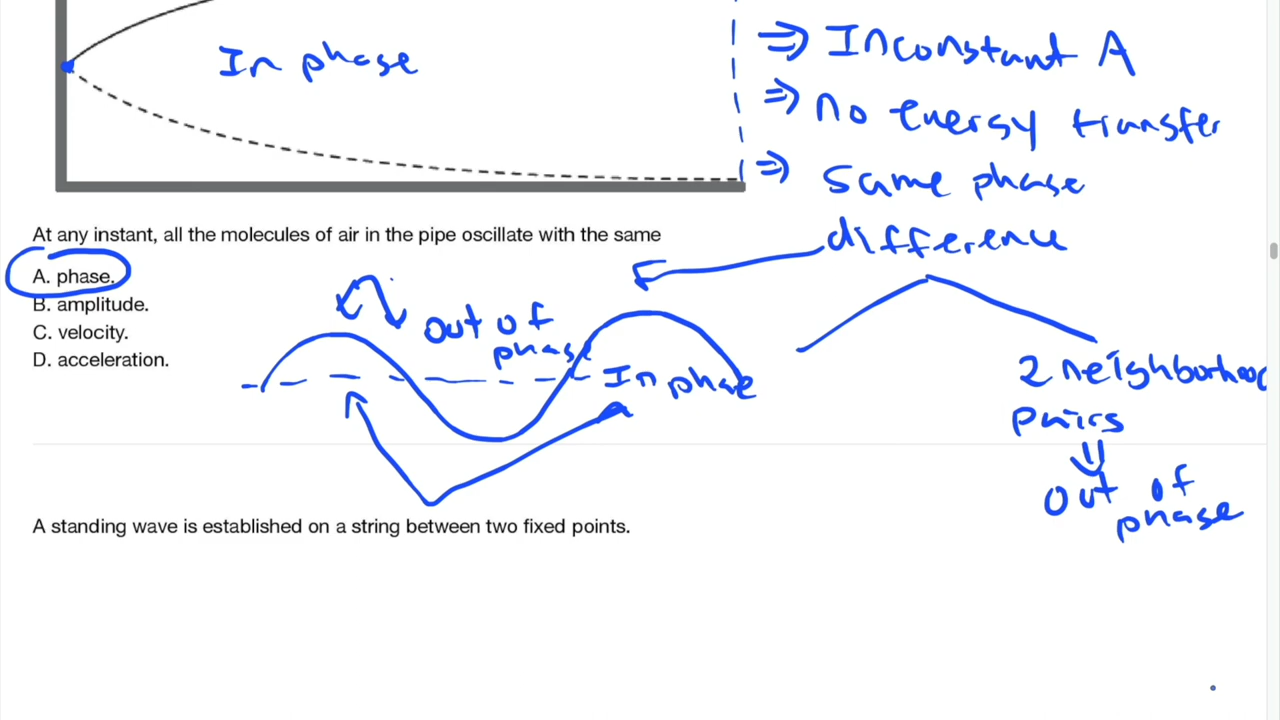 In phase
⇒ Inconstant A
⇒ no energy transfer
⇒ same phase
difference
At any instant, all the molecules of air in the pipe oscillate with the same
A. phase.
B. amplitude.
C. velocity.
D. acceleration.
out of
phase
In phase
2 neighborhood
pairs
⇓
out of
phase
A standing wave is established on a string between two fixed points.